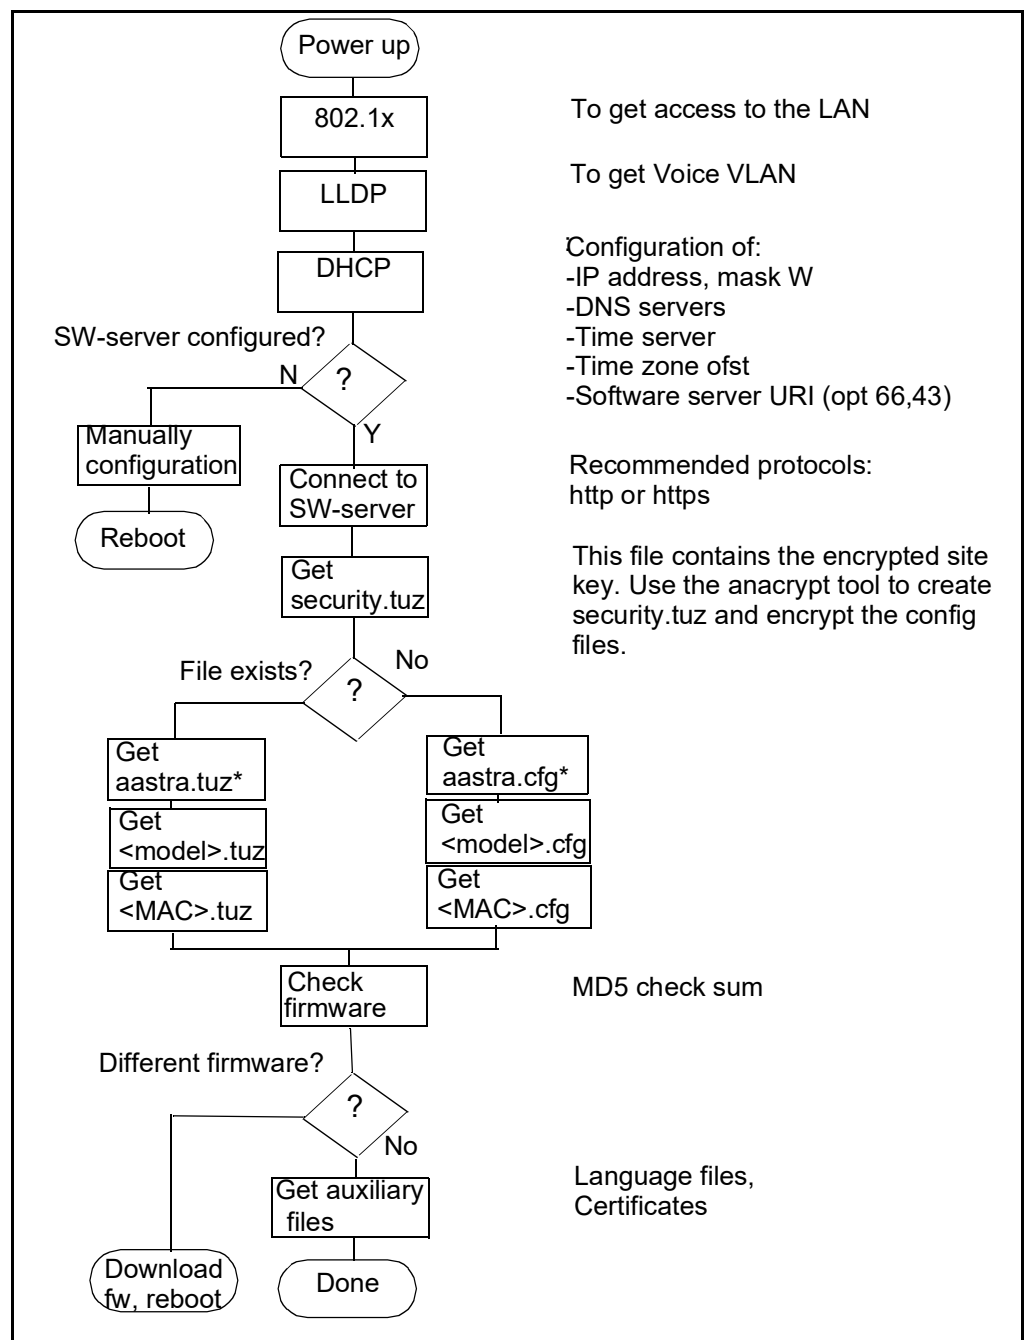 Power up
802.1x
To get access to the LAN
LLDP
To get Voice VLAN
DHCP
Configuration of:
-IP address, mask W
-DNS servers
-Time server
-Time zone ofst
-Software server URI (opt 66,43)
SW-server configured?
?
N
Y
Manually
configuration
Reboot
Connect to
SW-server
Recommended protocols:
http or https
Get
security.tuz
This file contains the encrypted site
key. Use the anacrypt tool to create
security.tuz and encrypt the config
files.
File exists?
?
No
Get
aastra.tuz*
Get
<model>.tuz
Get
<MAC>.tuz
Get
aastra.cfg*
Get
<model>.cfg
Get
<MAC>.cfg
Check
firmware
MD5 check sum
Different firmware?
?
No
Get auxiliary
files
Language files,
Certificates
Download
fw, reboot
Done